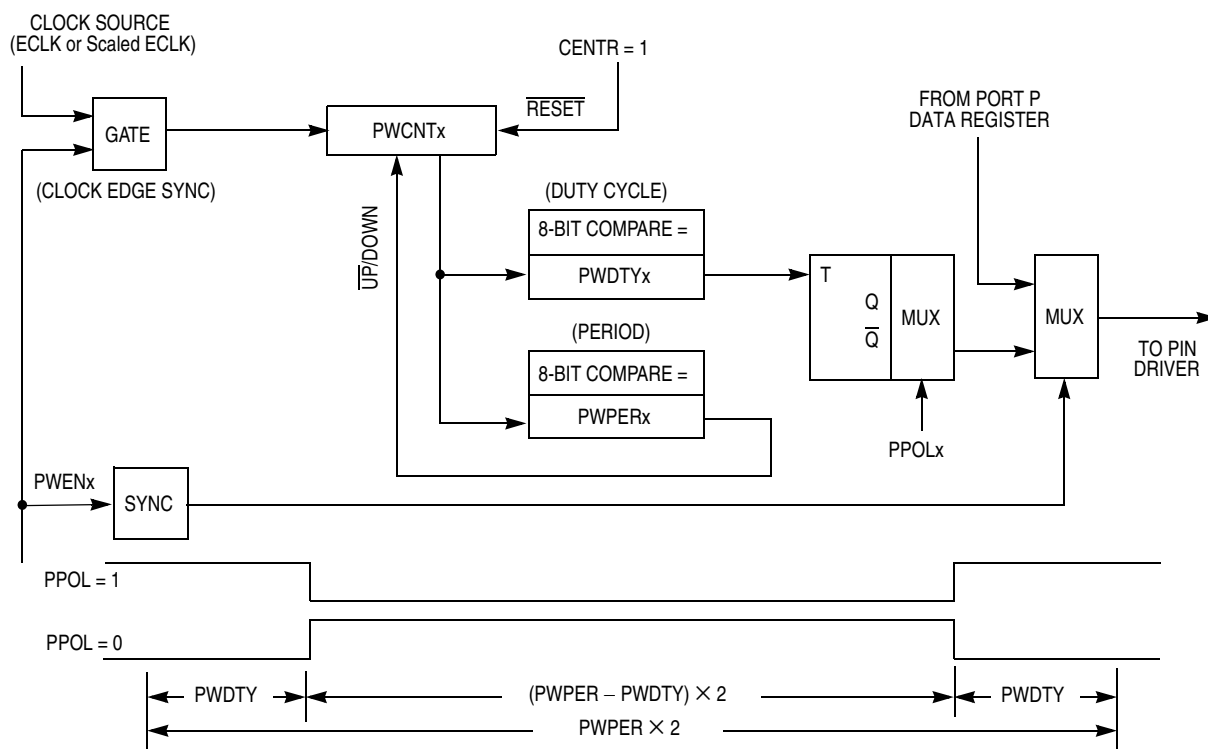 CLOCK SOURCE
(ECLK or Scaled ECLK)
CENTR = 1
RESET
FROM PORT P
DATA REGISTER
GATE
PWCNTx
(CLOCK EDGE SYNC)
UP/DOWN
(DUTY CYCLE)
8-BIT COMPARE =
PWDTYx
T
Q
Q
MUX
MUX
TO PIN
DRIVER
(PERIOD)
8-BIT COMPARE =
PWPERx
PPOLx
PWENx
SYNC
PPOL = 1
PPOL = 0
PWDTY
(PWPER – PWDTY) × 2
PWDTY
PWPER × 2